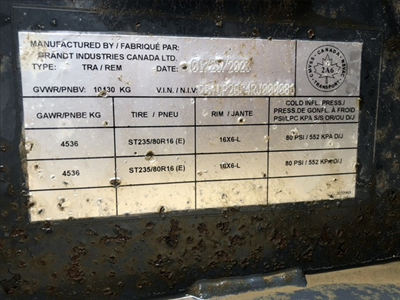 MANUFACTURED BY / FABRIQUÉ PAR:
BRANDT INDUSTRIES CANADA LTD.
TYPE: TRA / REM DATE:
GVWR/PNBV: 10430 KG V.I.N. / N.I.V.
CANADA
TRANSPORT
GAWR/PNBE KG TIRE / PNEU RIM / JANTE COLD INFL. PRESS./
PRESS. DE GONFL. À FROID
PSI/LPC KPA S/S OR/OU D/J
4536 ST235/80R16 (E) 16X6-L 80 PSI / 552 KPA D/J
4536 ST235/80R16 (E) 16X6-L 80 PSI / 552 KPA D/J